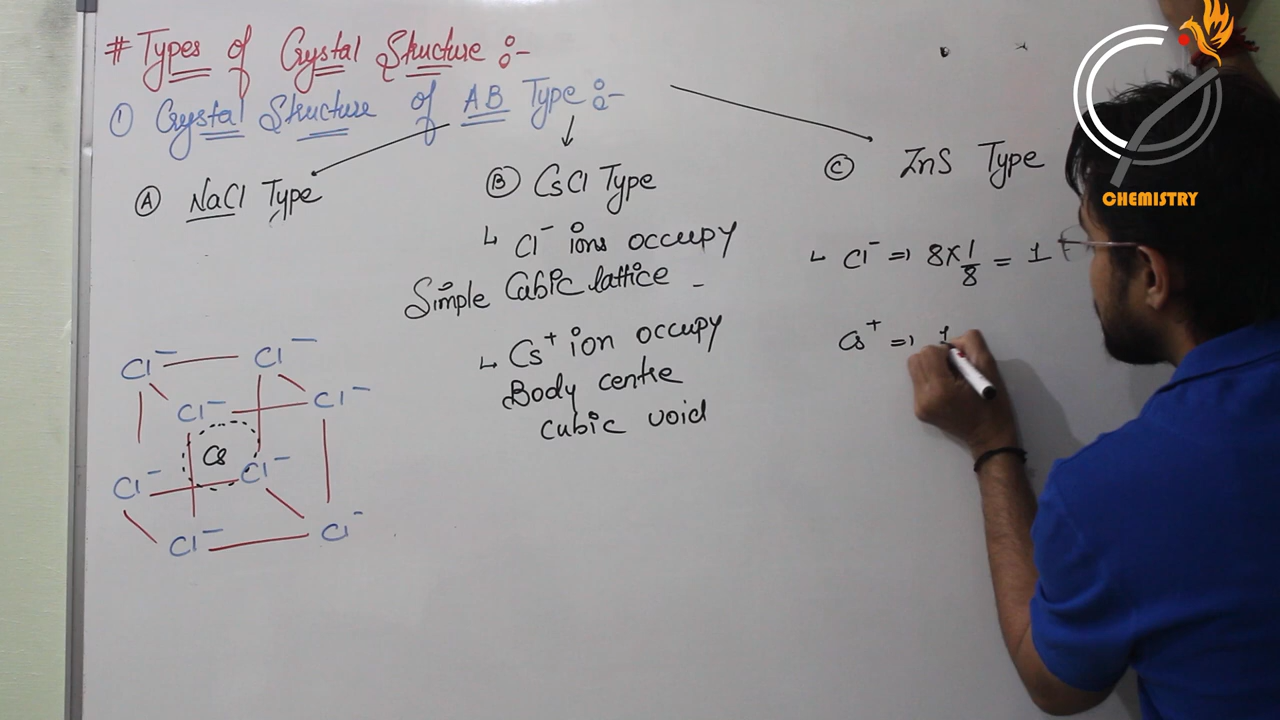 # Types of Crystal Structure :-
① Crystal Structure of AB Type :-
Ⓐ NaCl Type
Ⓑ CsCl Type
↳ Cl⁻ ions occupy
Simple Cubic lattice -
↳ Cs⁺ ion occupy
Body centre
cubic void
Ⓒ ZnS Type
↳ Cl⁻ => 8×1/8 = 1
Cs⁺ => 1
Cl⁻ Cl⁻
Cl⁻ Cl⁻
Cs
Cl⁻ Cl⁻
Cl⁻ Cl⁻
CHEMISTRY